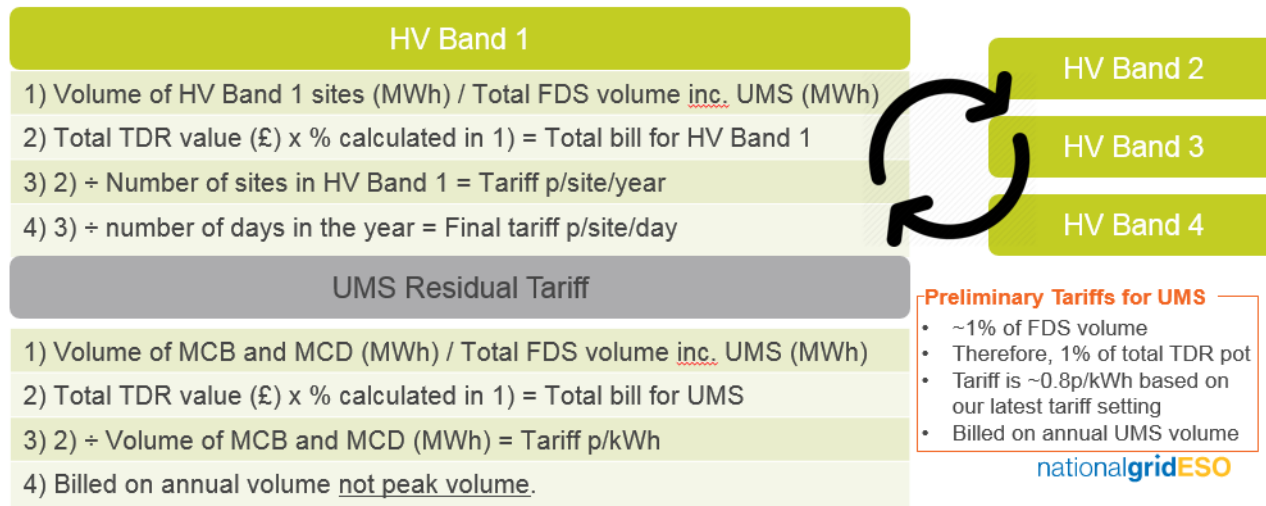 HV Band 1
1) Volume of HV Band 1 sites (MWh) / Total FDS volume inc. UMS (MWh)
2) Total TDR value (£) x % calculated in 1) = Total bill for HV Band 1
3) 2) ÷ Number of sites in HV Band 1 = Tariff p/site/year
4) 3) ÷ number of days in the year = Final tariff p/site/day
HV Band 2
HV Band 3
HV Band 4
UMS Residual Tariff
1) Volume of MCB and MCD (MWh) / Total FDS volume inc. UMS (MWh)
2) Total TDR value (£) x % calculated in 1) = Total bill for UMS
3) 2) ÷ Volume of MCB and MCD (MWh) = Tariff p/kWh
4) Billed on annual volume not peak volume.
Preliminary Tariffs for UMS
• ~1% of FDS volume
• Therefore, 1% of total TDR pot
• Tariff is ~0.8p/kWh based on
our latest tariff setting
• Billed on annual UMS volume
nationalgridESO